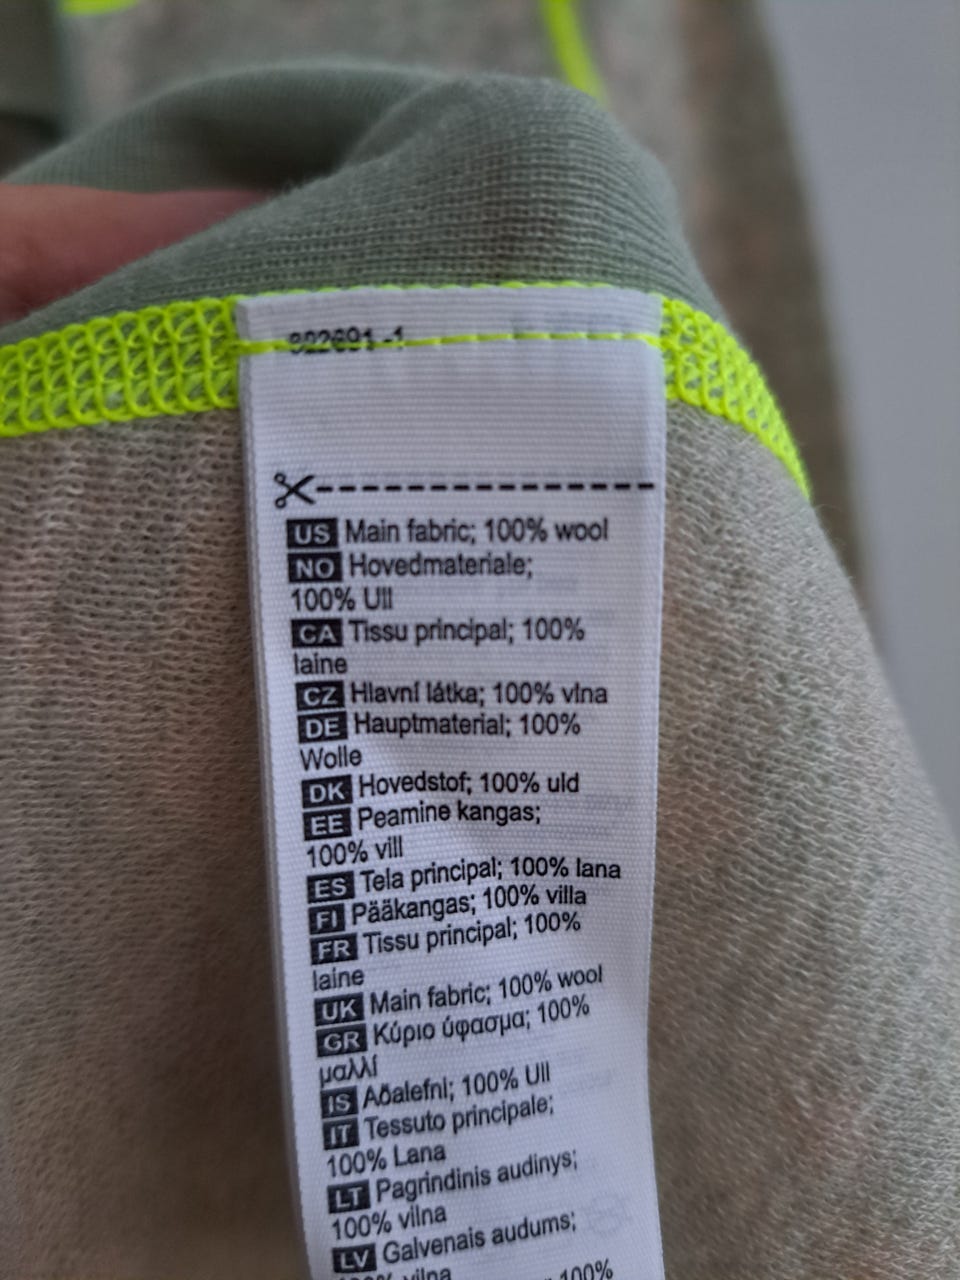 US Main fabric; 100% wool
NO Hovedmateriale;
100% Ull
CA Tissu principal; 100%
laine
CZ Hlavní látka; 100% vlna
DE Hauptmaterial; 100%
Wolle
DK Hovedstof; 100% uld
EE Peamine kangas;
100% vill
ES Tela principal; 100% lana
FI Pääkangas; 100% villa
FR Tissu principal; 100%
laine
UK Main fabric; 100% wool
GR Κύριο ύφασμα; 100%
μαλλί
IS Aðalefni; 100% Ull
IT Tessuto principale;
100% Lana
LT Pagrindinis audinys;
100% vilna
LV Galvenais audums;
100% vilna
100%